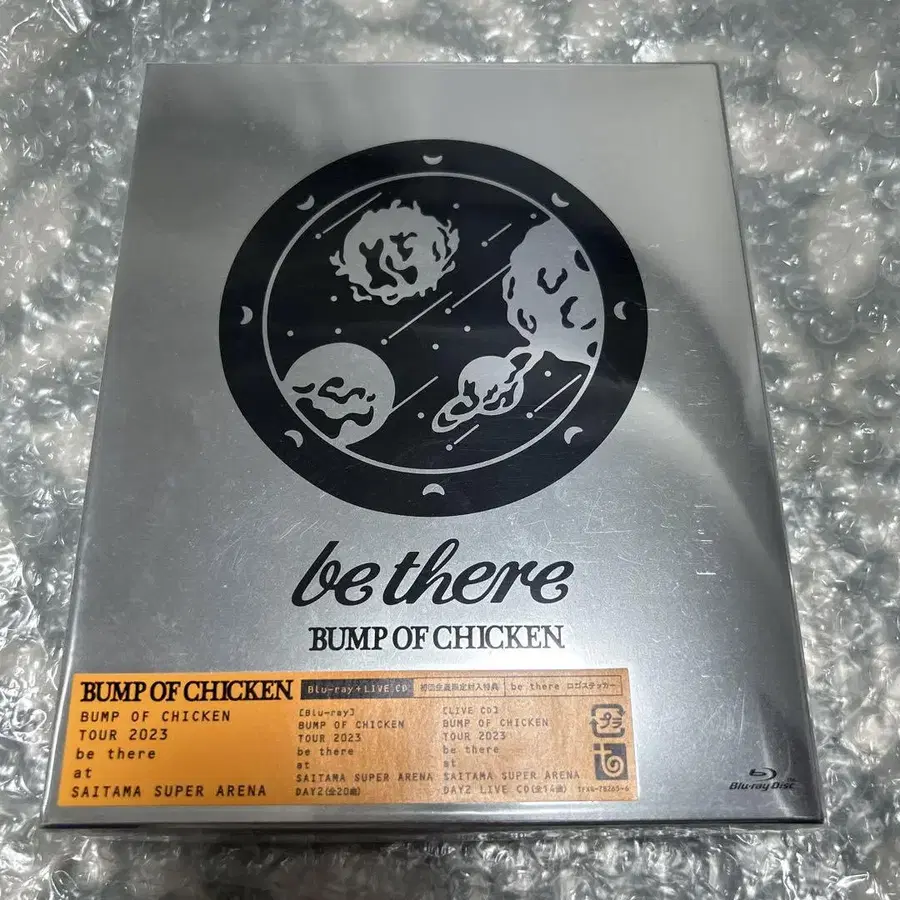 be there
BUMP OF CHICKEN
BUMP OF CHICKEN
BUMP OF CHICKEN
TOUR 2023
be there
at
SAITAMA SUPER ARENA
Blu-ray + LIVE CD
初回生産限定封入特典
be there ロゴステッカー
[Blu-ray]
BUMP OF CHICKEN
TOUR 2023
be there
at
SAITAMA SUPER ARENA
DAY2(全20曲)
[LIVE CD]
BUMP OF CHICKEN
TOUR 2023
be there
at
SAITAMA SUPER ARENA
DAY2 LIVE CD(全14曲)
プラ
Blu-ray Disc